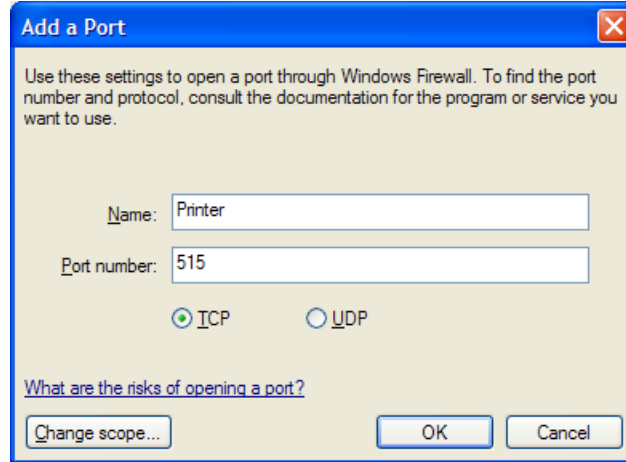 Add a Port
Use these settings to open a port through Windows Firewall. To find the port
number and protocol, consult the documentation for the program or service you
want to use.
Name: Printer
Port number: 515
TCP UDP
What are the risks of opening a port?
Change scope... OK Cancel